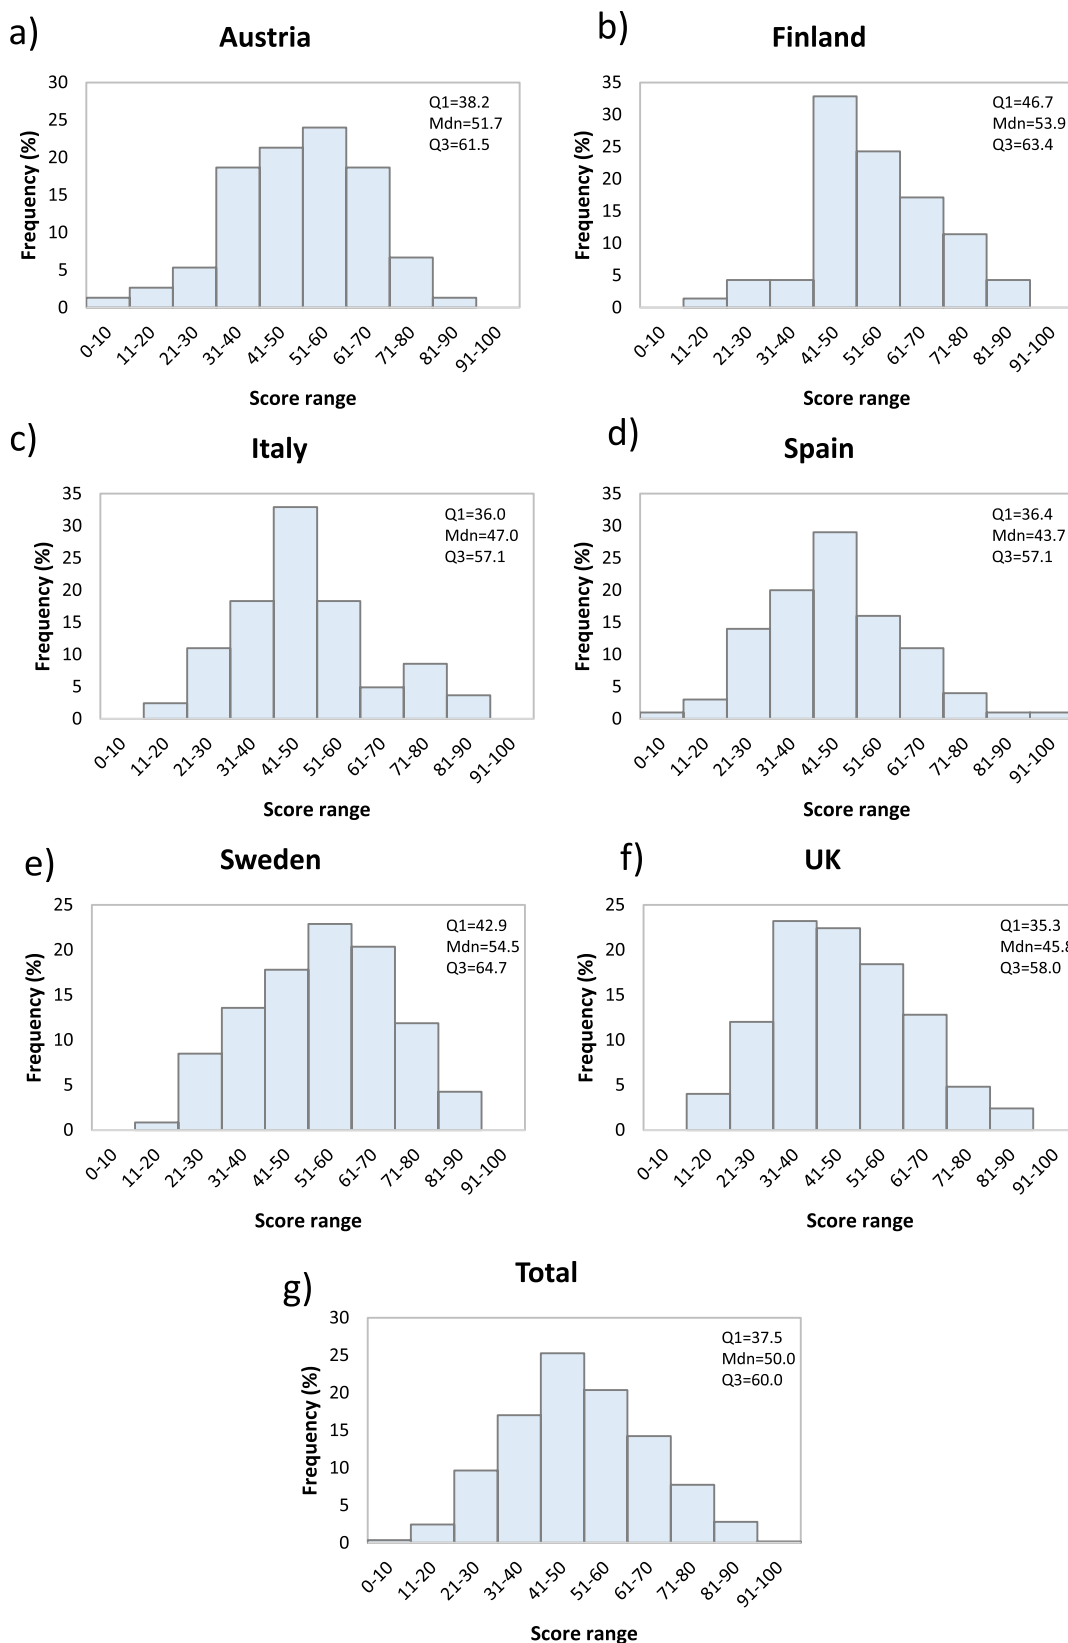 a)
Austria
30
25
20
15
10
5
0
Frequency (%)
Q1=38.2
Mdn=51.7
Q3=61.5
0-10
11-20
21-30
31-40
41-50
51-60
61-70
71-80
81-90
91-100
Score range
b)
Finland
35
30
25
20
15
10
5
0
Frequency (%)
Q1=46.7
Mdn=53.9
Q3=63.4
0-10
11-20
21-30
31-40
41-50
51-60
61-70
71-80
81-90
91-100
Score range
c)
Italy
35
30
25
20
15
10
5
0
Frequency (%)
Q1=36.0
Mdn=47.0
Q3=57.1
0-10
11-20
21-30
31-40
41-50
51-60
61-70
71-80
81-90
91-100
Score range
d)
Spain
35
30
25
20
15
10
5
0
Frequency (%)
Q1=36.4
Mdn=43.7
Q3=57.1
0-10
11-20
21-30
31-40
41-50
51-60
61-70
71-80
81-90
91-100
Score range
e)
Sweden
25
20
15
10
5
0
Frequency (%)
Q1=42.9
Mdn=54.5
Q3=64.7
0-10
11-20
21-30
31-40
41-50
51-60
61-70
71-80
81-90
91-100
Score range
f)
UK
25
20
15
10
5
0
Frequency (%)
Q1=35.3
Mdn=45.8
Q3=58.0
0-10
11-20
21-30
31-40
41-50
51-60
61-70
71-80
81-90
91-100
Score range
g)
Total
30
25
20
15
10
5
0
Frequency (%)
Q1=37.5
Mdn=50.0
Q3=60.0
0-10
11-20
21-30
31-40
41-50
51-60
61-70
71-80
81-90
91-100
Score range